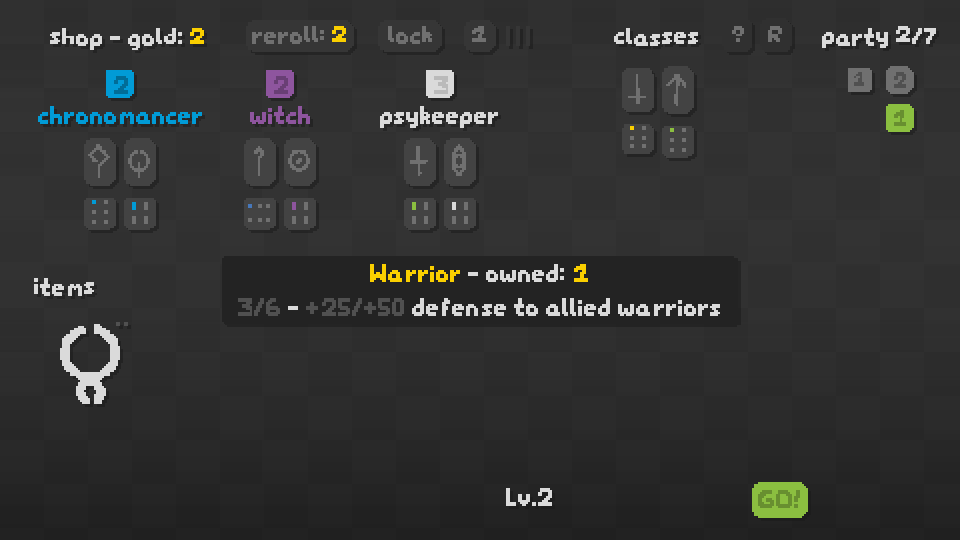 shop - gold: 2 reroll: 2 lock 1 classes ? R party 2/7
2 2 3 1 2
chronomancer witch psykeeper 1
Warrior - owned: 1
items
3/6 - +25/+50 defense to allied warriors
Lv.2 GO!